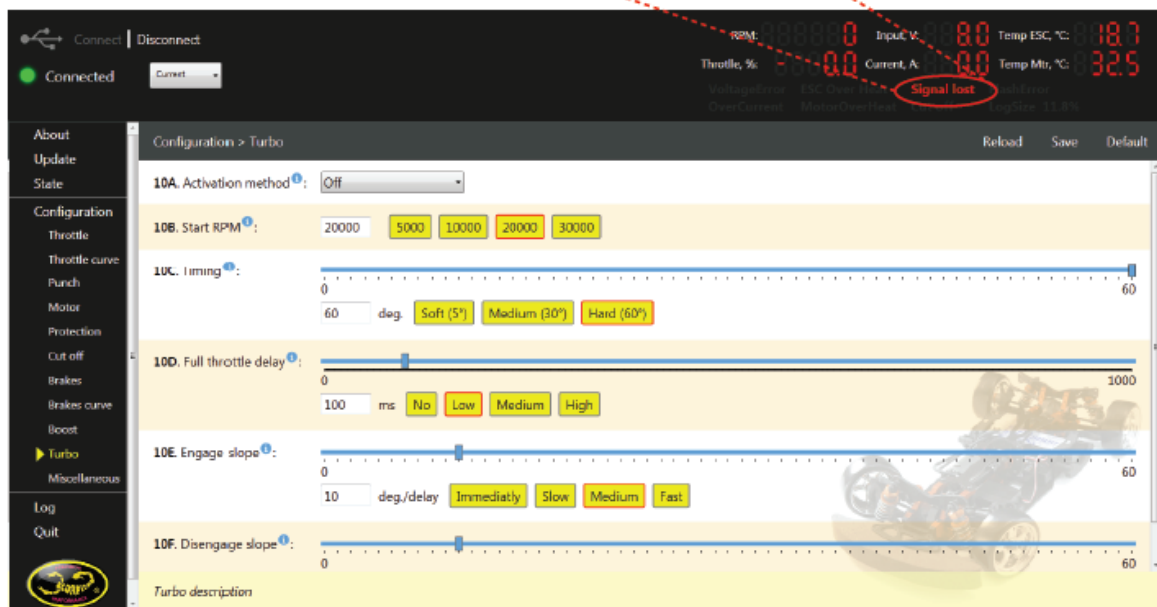 Connect | Disconnect
Connected
Current
RPM: 0 Input, V: 8.0 Temp ESC, °C: 18.7
Throttle, %: 0.0 Current, A: 0.0 Temp Mtr, °C: 32.5
VoltageError ESC Over Heat Signal lost HashError
OverCurrent MotorOverHeat LogSize 11.8%
About
Update
State
Configuration
Throttle
Throttle curve
Punch
Motor
Protection
Cut off
Brakes
Brakes curve
Boost
Turbo
Miscellaneous
Log
Quit
SCORPION
Configuration > Turbo Reload Save Default
10A. Activation method: Off
10B. Start RPM: 20000 5000 10000 20000 30000
10C. Timing:
0 60
60 deg. Soft (5°) Medium (30°) Hard (60°)
10D. Full throttle delay:
0 1000
100 ms No Low Medium High
10E. Engage slope:
0 60
10 deg./delay Immediatly Slow Medium Fast
10F. Disengage slope:
0 60
Turbo description